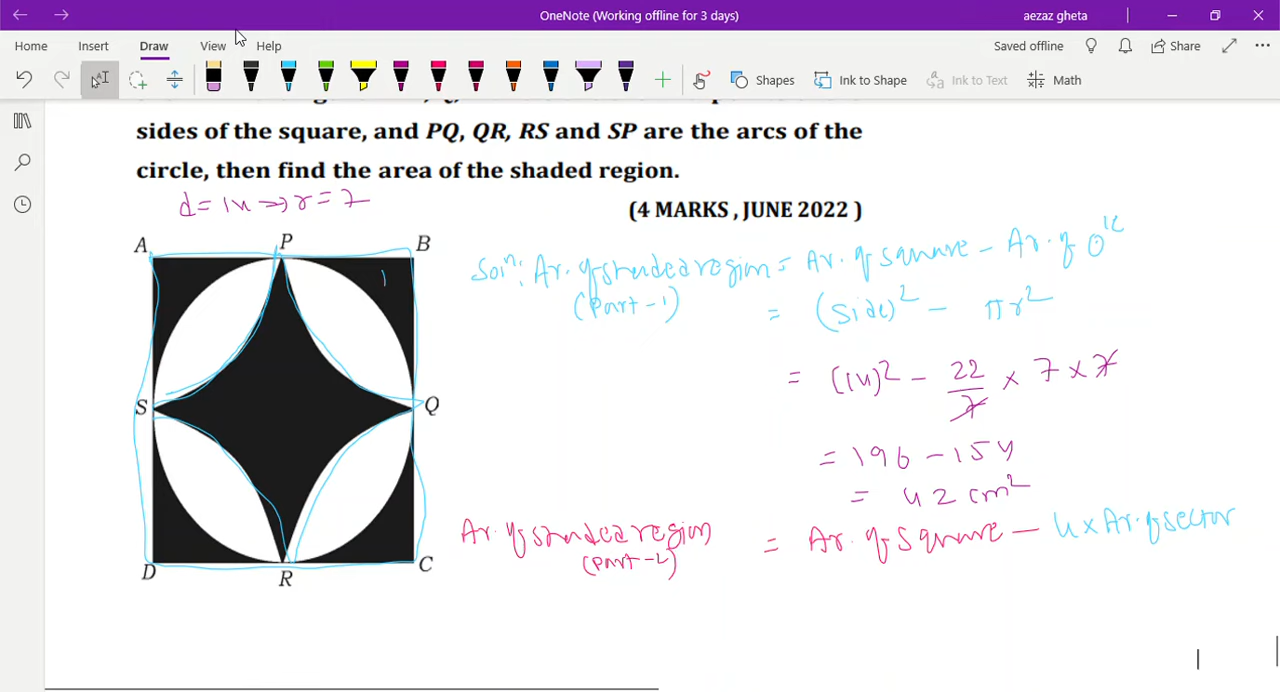 OneNote (Working offline for 3 days)
aezaz gheta
Home Insert Draw View Help
Saved offline Share
Shapes Ink to Shape Ink to Text Math
sides of the square, and PQ, QR, RS and SP are the arcs of the
circle, then find the area of the shaded region.
d = 14 => r = 7
(4 MARKS , JUNE 2022 )
A P B
S Q
D R C
1
Soln: Ar. of shaded region = Ar. of square - Ar. of Ole
(Part-1)
= (side)² - πr²
= (14)² - 22/7 × 7 × 7
= 196 - 154
= 42 cm²
Ar. of shaded region = Ar. of square - 4 × Ar. of sector
(Part-2)